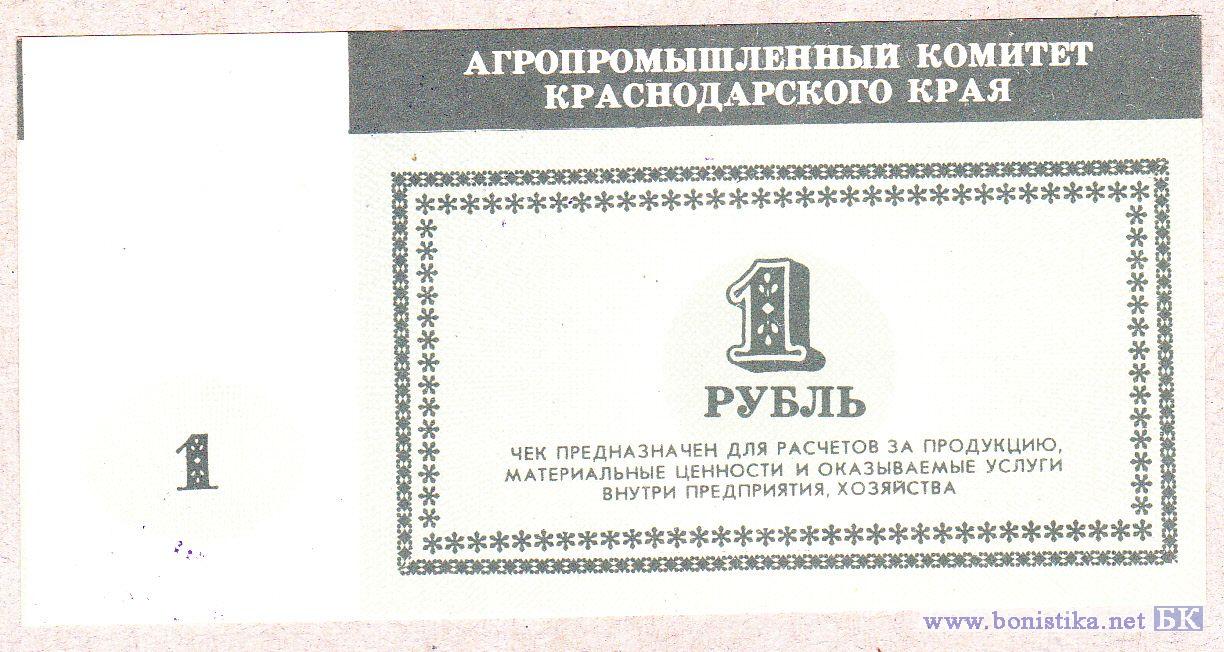 АГРОПРОМЫШЛЕННЫЙ КОМИТЕТ
КРАСНОДАРСКОГО КРАЯ
1
РУБЛЬ
ЧЕК ПРЕДНАЗНАЧЕН ДЛЯ РАСЧЕТОВ ЗА ПРОДУКЦИЮ,
МАТЕРИАЛЬНЫЕ ЦЕННОСТИ И ОКАЗЫВАЕМЫЕ УСЛУГИ
ВНУТРИ ПРЕДПРИЯТИЯ, ХОЗЯЙСТВА
1
www.bonistika.net БК